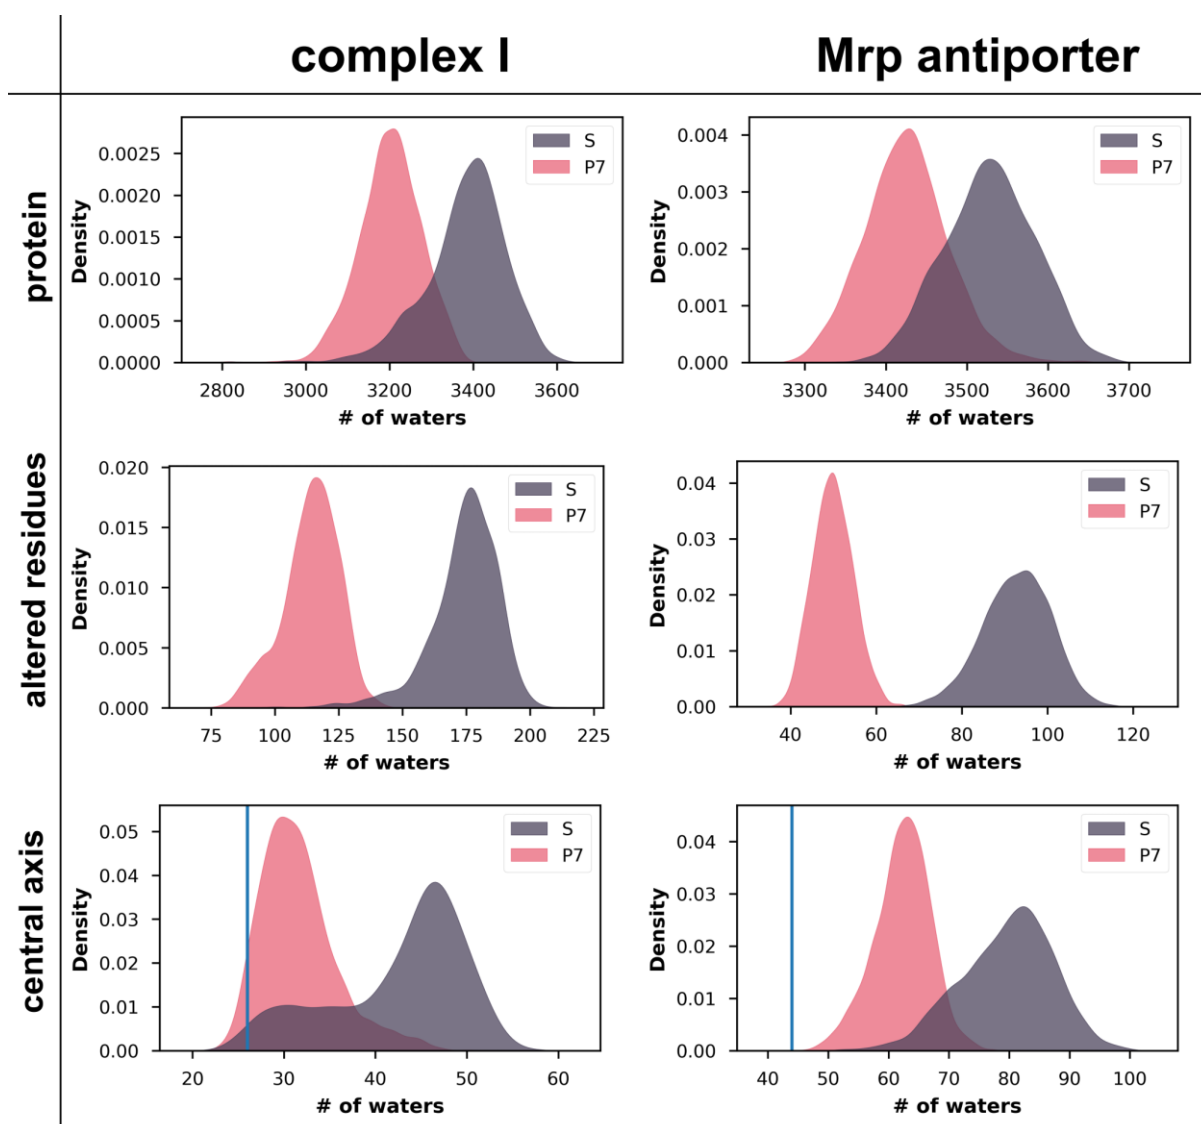 complex I
Mrp antiporter
protein
Density
0.0025
0.0020
0.0015
0.0010
0.0005
0.0000
2800 3000 3200 3400 3600
# of waters
S
P7
Density
0.004
0.003
0.002
0.001
0.000
3300 3400 3500 3600 3700
# of waters
S
P7
altered residues
Density
0.020
0.015
0.010
0.005
0.000
75 100 125 150 175 200 225
# of waters
S
P7
Density
0.04
0.03
0.02
0.01
0.00
40 60 80 100 120
# of waters
S
P7
central axis
Density
0.05
0.04
0.03
0.02
0.01
0.00
20 30 40 50 60
# of waters
S
P7
Density
0.04
0.03
0.02
0.01
0.00
40 50 60 70 80 90 100
# of waters
S
P7